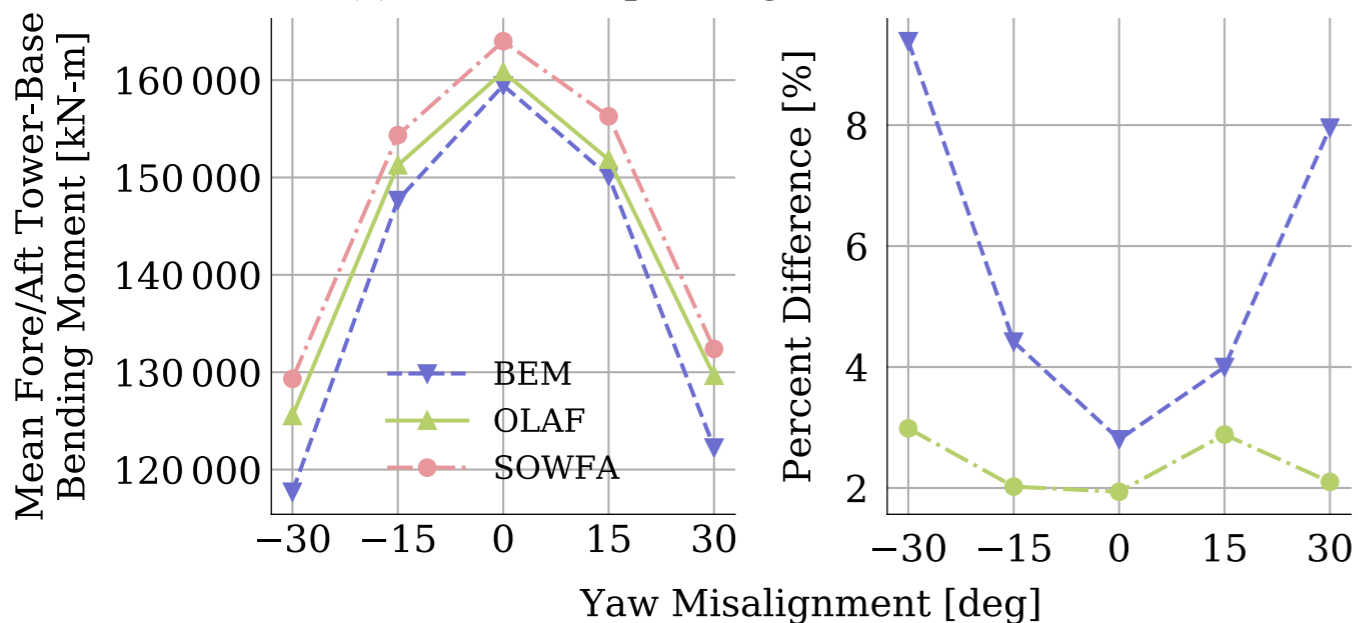 Mean Fore/Aft Tower-Base
Bending Moment [kN-m]
160 000
150 000
140 000
130 000
120 000
−30
−15
0
15
30
BEM
OLAF
SOWFA
Percent Difference [%]
8
6
4
2
−30
−15
0
15
30
Yaw Misalignment [deg]